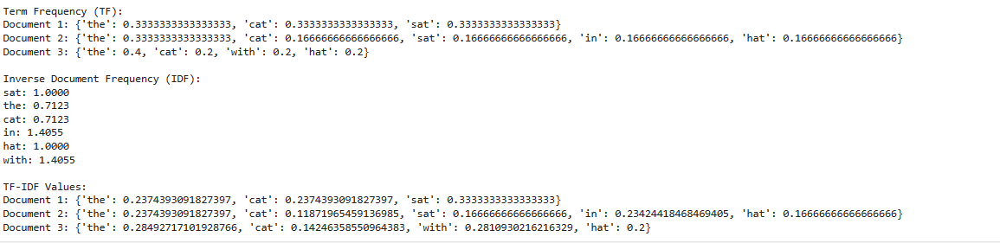 Term Frequency (TF):
Document 1: {'the': 0.3333333333333333, 'cat': 0.3333333333333333, 'sat': 0.3333333333333333}
Document 2: {'the': 0.3333333333333333, 'cat': 0.16666666666666666, 'sat': 0.16666666666666666, 'in': 0.16666666666666666, 'hat': 0.16666666666666666}
Document 3: {'the': 0.4, 'cat': 0.2, 'with': 0.2, 'hat': 0.2}
Inverse Document Frequency (IDF):
sat: 1.0000
the: 0.7123
cat: 0.7123
in: 1.4055
hat: 1.0000
with: 1.4055
TF-IDF Values:
Document 1: {'the': 0.2374393091827397, 'cat': 0.2374393091827397, 'sat': 0.3333333333333333}
Document 2: {'the': 0.2374393091827397, 'cat': 0.11871965459136985, 'sat': 0.16666666666666666, 'in': 0.23424418468469405, 'hat': 0.16666666666666666}
Document 3: {'the': 0.28492717101928766, 'cat': 0.14246358550964383, 'with': 0.2810930216216329, 'hat': 0.2}